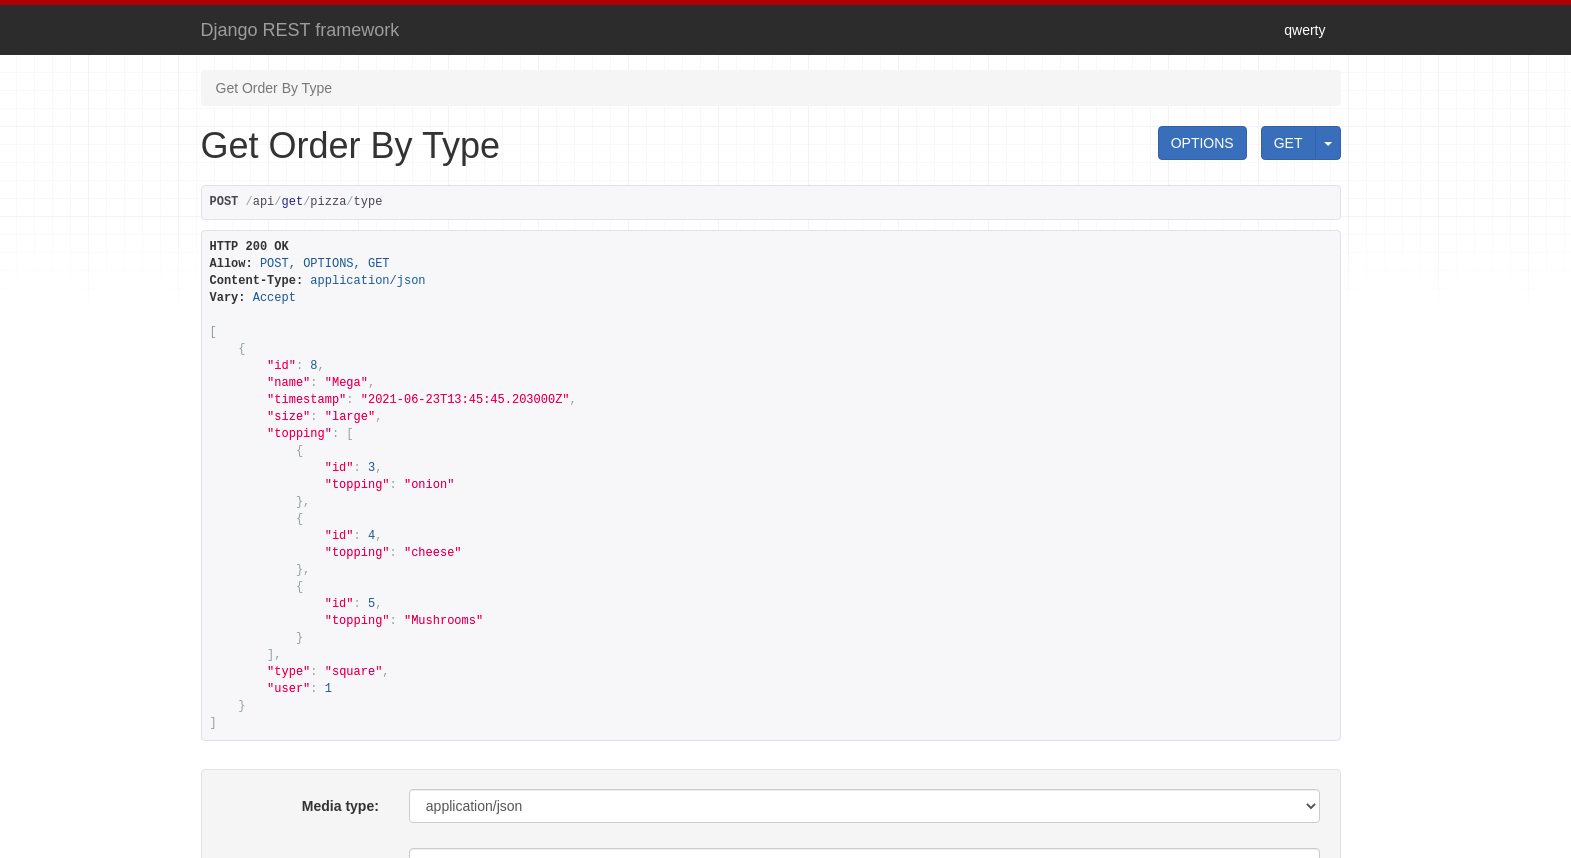 Django REST framework
qwerty
Get Order By Type
Get Order By Type
OPTIONS
GET
POST /api/get/pizza/type
HTTP 200 OK
Allow: POST, OPTIONS, GET
Content-Type: application/json
Vary: Accept
[
    {
        "id": 8,
        "name": "Mega",
        "timestamp": "2021-06-23T13:45:45.203000Z",
        "size": "large",
        "topping": [
            {
                "id": 3,
                "topping": "onion"
            },
            {
                "id": 4,
                "topping": "cheese"
            },
            {
                "id": 5,
                "topping": "Mushrooms"
            }
        ],
        "type": "square",
        "user": 1
    }
]
Media type:
application/json